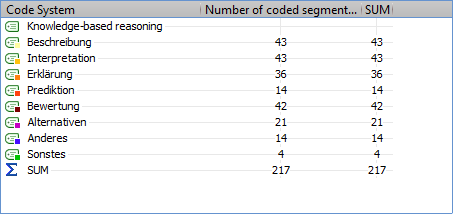 Code System Number of coded segment... SUM
Knowledge-based reasoning
Beschreibung 43 43
Interpretation 43 43
Erklärung 36 36
Prediktion 14 14
Bewertung 42 42
Alternativen 21 21
Anderes 14 14
Sonstes 4 4
SUM 217 217